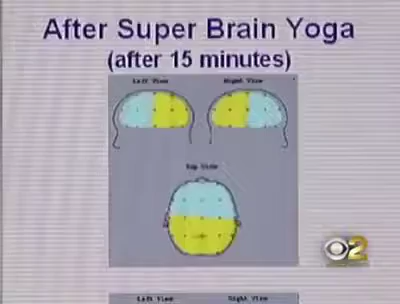 After Super Brain Yoga
(after 15 minutes)
Left View Right View
Top View
2
Left View Right View